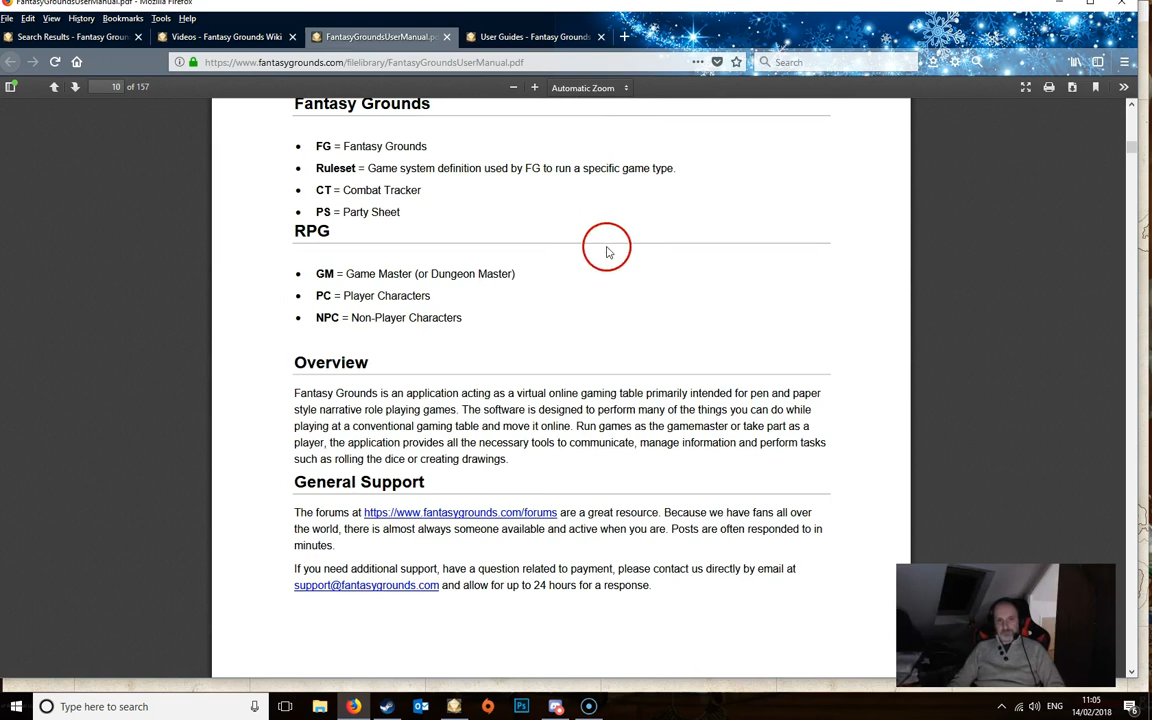 FantasyGroundsUserManual.pdf - Mozilla Firefox
File Edit View History Bookmarks Tools Help
Search Results - Fantasy Groun
Videos - Fantasy Grounds Wiki
FantasyGroundsUserManual.p
User Guides - Fantasy Grounds
https://www.fantasygrounds.com/filelibrary/FantasyGroundsUserManual.pdf
Search
10 of 157
Automatic Zoom
Fantasy Grounds
• FG = Fantasy Grounds
• Ruleset = Game system definition used by FG to run a specific game type.
• CT = Combat Tracker
• PS = Party Sheet
RPG
• GM = Game Master (or Dungeon Master)
• PC = Player Characters
• NPC = Non-Player Characters
Overview
Fantasy Grounds is an application acting as a virtual online gaming table primarily intended for pen and paper
style narrative role playing games. The software is designed to perform many of the things you can do while
playing at a conventional gaming table and move it online. Run games as the gamemaster or take part as a
player, the application provides all the necessary tools to communicate, manage information and perform tasks
such as rolling the dice or creating drawings.
General Support
The forums at https://www.fantasygrounds.com/forums are a great resource. Because we have fans all over
the world, there is almost always someone available and active when you are. Posts are often responded to in
minutes.
If you need additional support, have a question related to payment, please contact us directly by email at
support@fantasygrounds.com and allow for up to 24 hours for a response.
Type here to search
Ps
ENG
11:05
14/02/2018
6